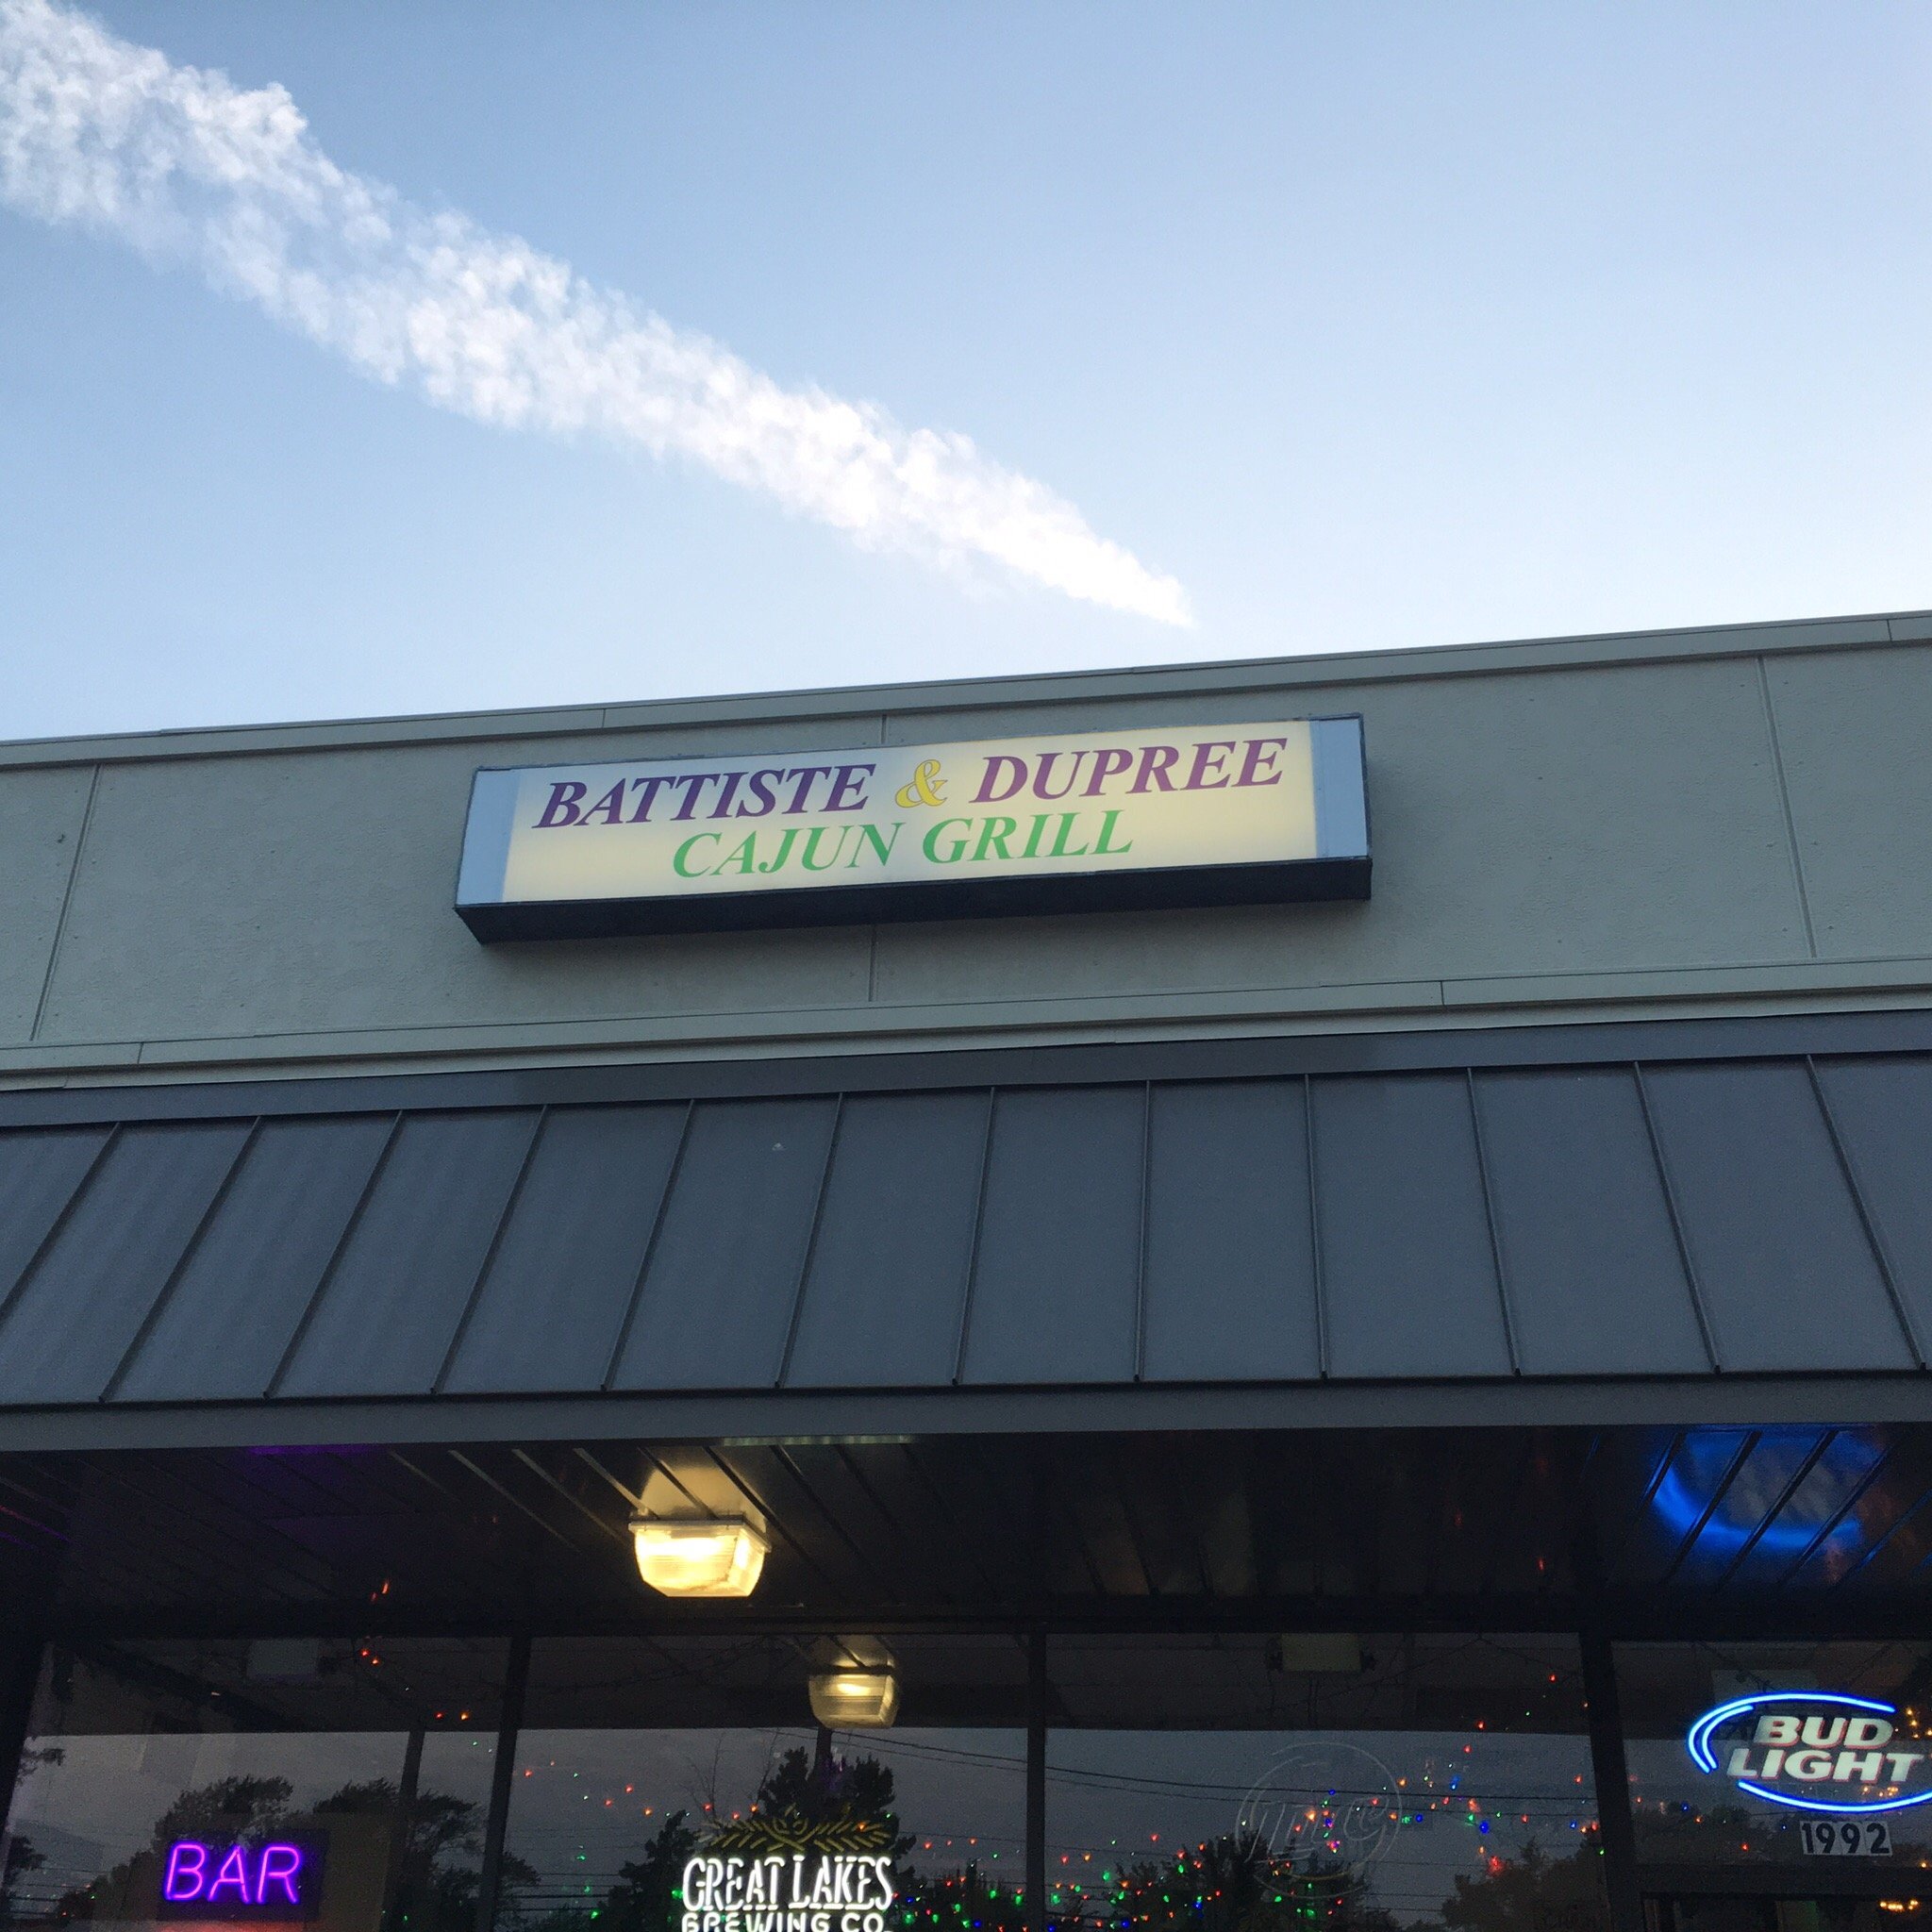 BATTISTE & DUPREE
CAJUN GRILL
BAR
GREAT LAKES
BREWING CO.
BUD
LIGHT
1992